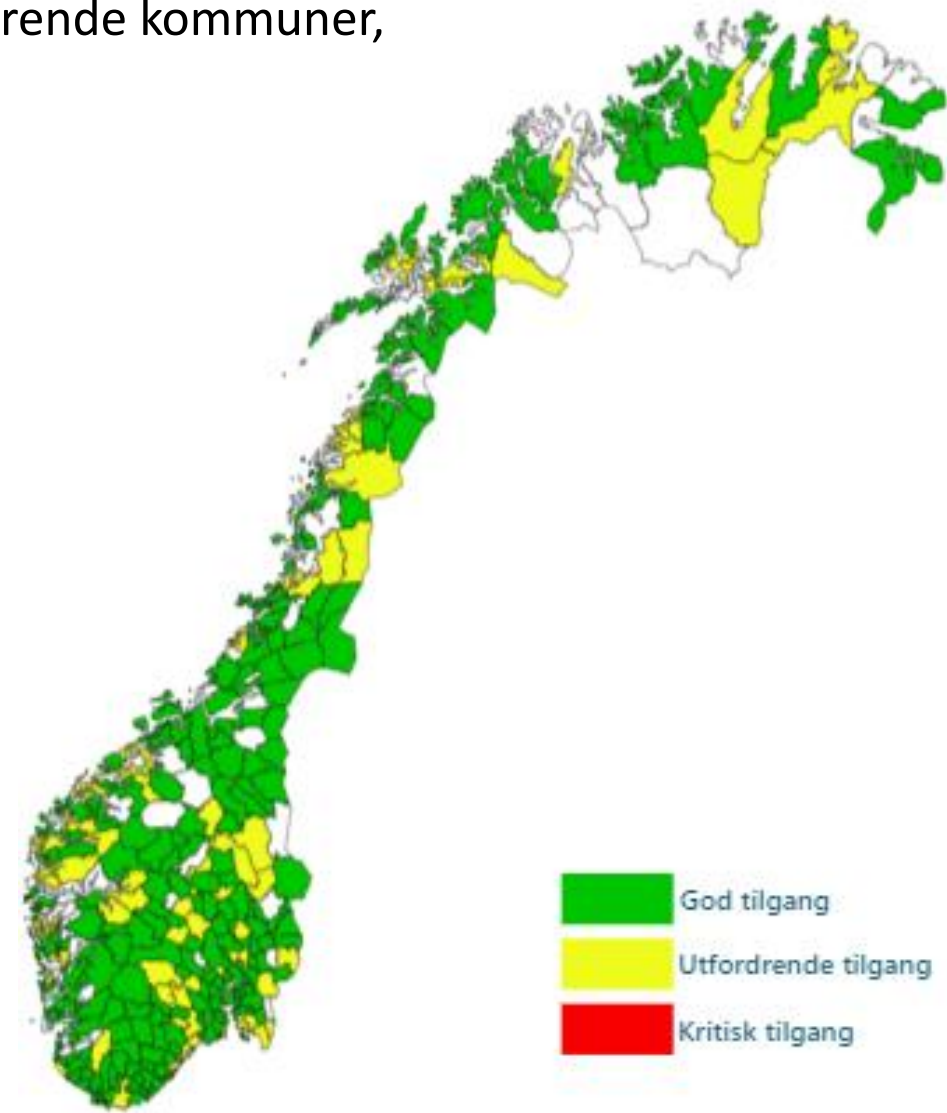 rende kommuner,
God tilgang
Utfordrende tilgang
Kritisk tilgang